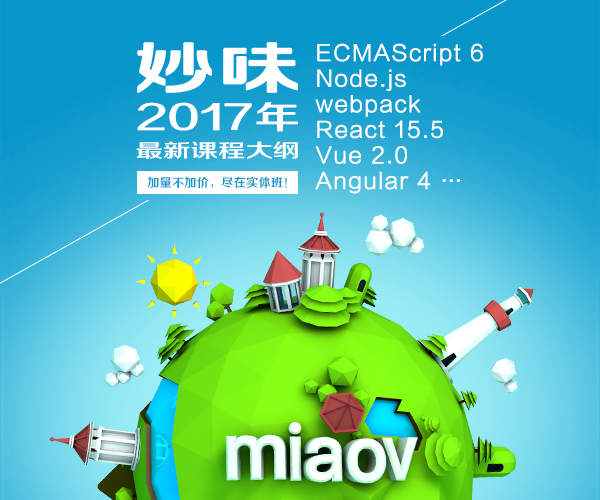 妙味
2017年
最新课程大纲
加量不加价，尽在实体班！
ECMAScript 6
Node.js
webpack
React 15.5
Vue 2.0
Angular 4 ···
miaov